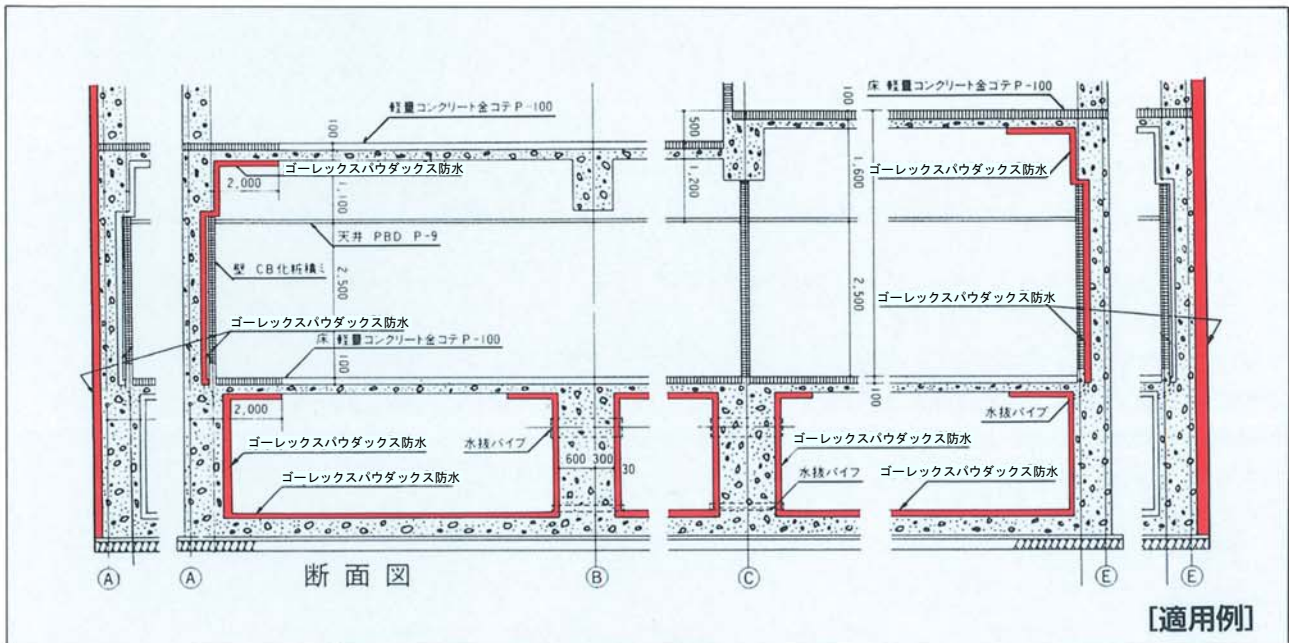 床 軽量コンクリート金コテ P-100
軽量コンクリート金コテ P-100
100
100
500
ゴーレックスパウダックス防水
ゴーレックスパウダックス防水
2,000
1,100
1,200
1,600
天井 PBD P-9
壁 CB化粧積ミ
2,500
2,500
ゴーレックスパウダックス防水
ゴーレックスパウダックス防水
床 軽量コンクリート金コテ P-100
100
100
2,000
水抜パイプ
水抜パイプ
ゴーレックスパウダックス防水
ゴーレックスパウダックス防水
600 300
30
水抜パイプ
ゴーレックスパウダックス防水
ゴーレックスパウダックス防水
A
A
断面図
B
C
E
E
[適用例]